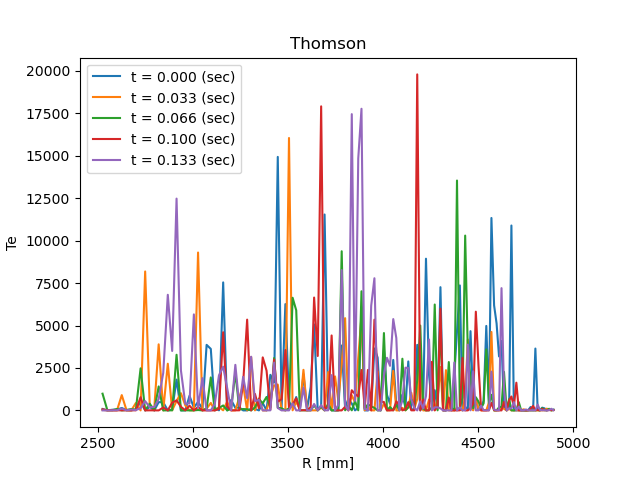 Thomson
20000
17500
15000
12500
10000
7500
5000
2500
0
Te
t = 0.000 (sec)
t = 0.033 (sec)
t = 0.066 (sec)
t = 0.100 (sec)
t = 0.133 (sec)
2500 3000 3500 4000 4500 5000
R [mm]